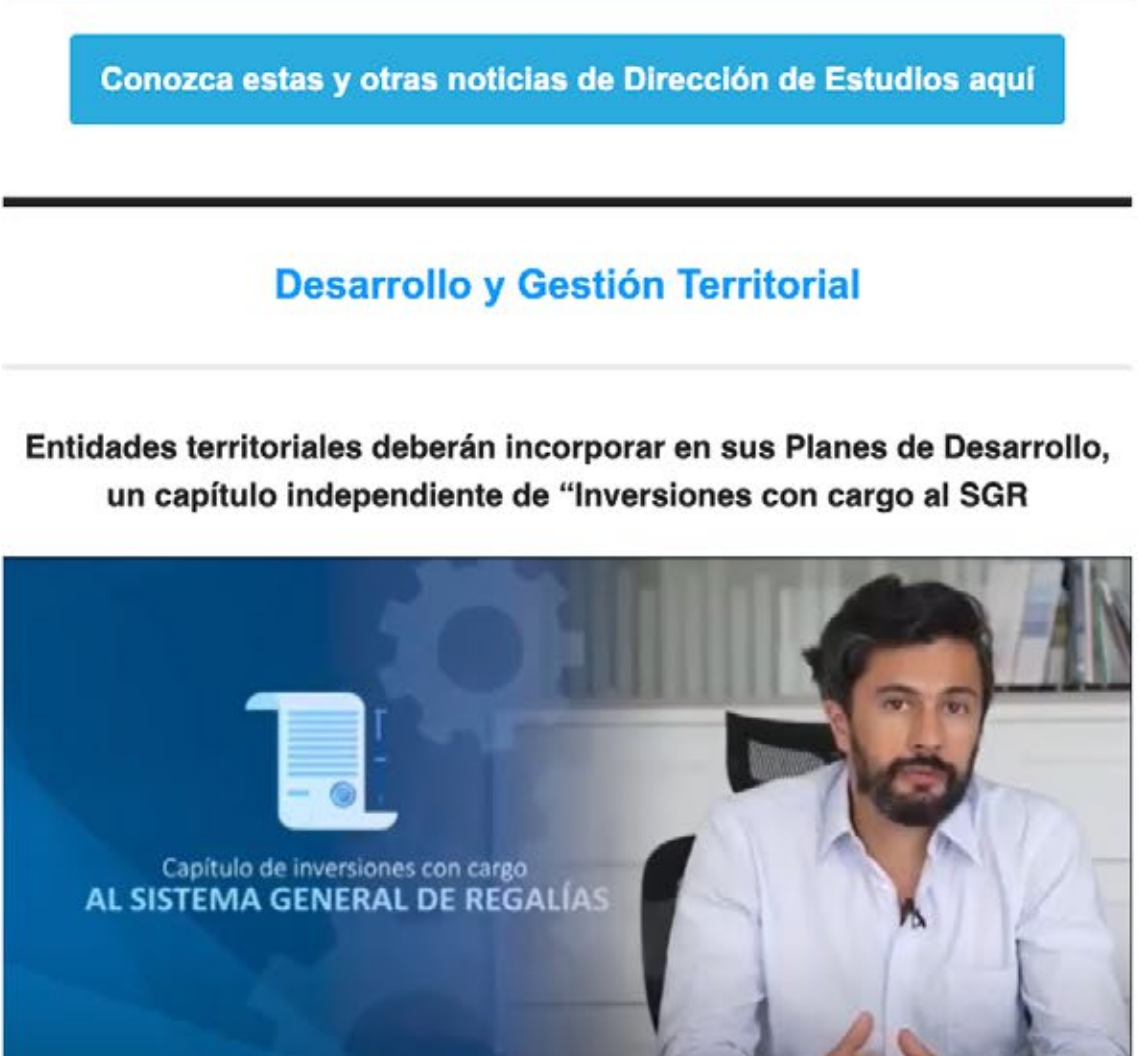 Conozca estas y otras noticias de Dirección de Estudios aquí
Desarrollo y Gestión Territorial
Entidades territoriales deberán incorporar en sus Planes de Desarrollo,
un capítulo independiente de “Inversiones con cargo al SGR
Capítulo de inversiones con cargo
AL SISTEMA GENERAL DE REGALÍAS